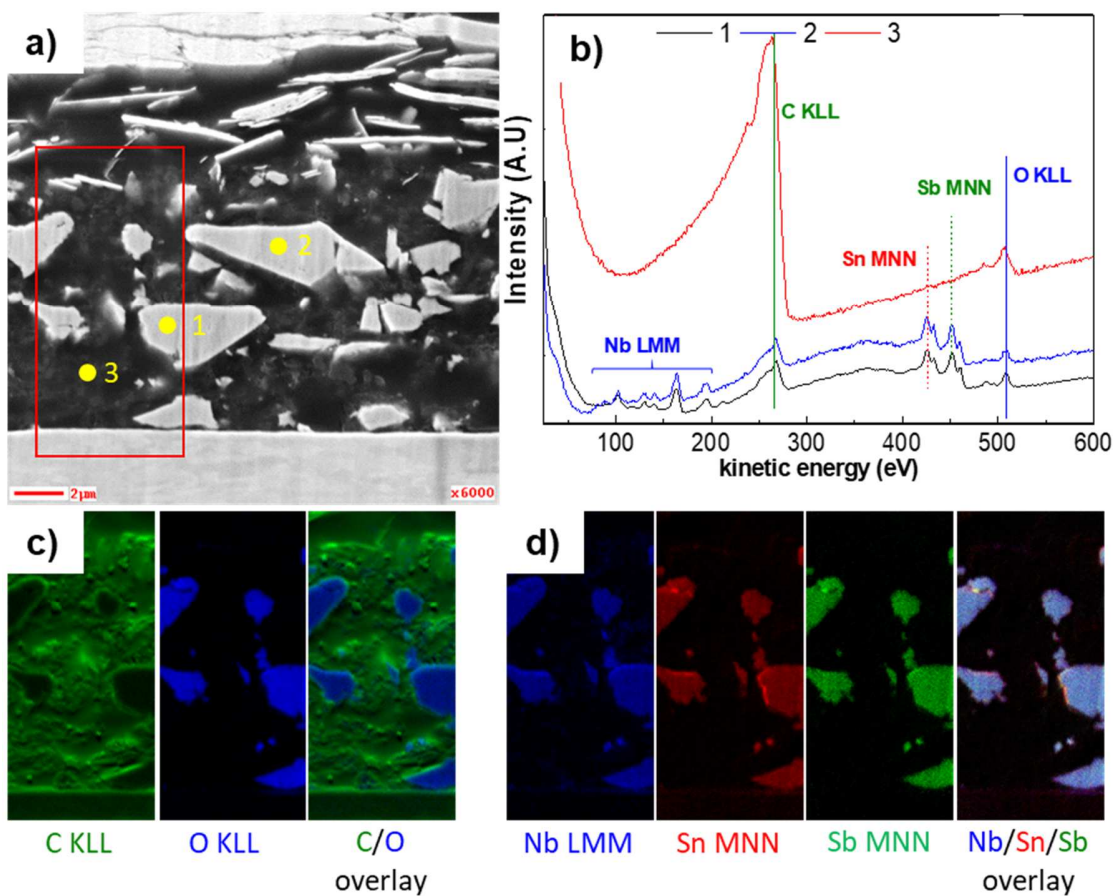 a)
2
1
3
2μm
x6000
b)
1 2 3
C KLL
Sb MNN
O KLL
Sn MNN
Nb LMM
Intensity (A.U)
100 200 300 400 500 600
kinetic energy (eV)
c)
C KLL
O KLL
C/O
overlay
d)
Nb LMM
Sn MNN
Sb MNN
Nb/Sn/Sb
overlay